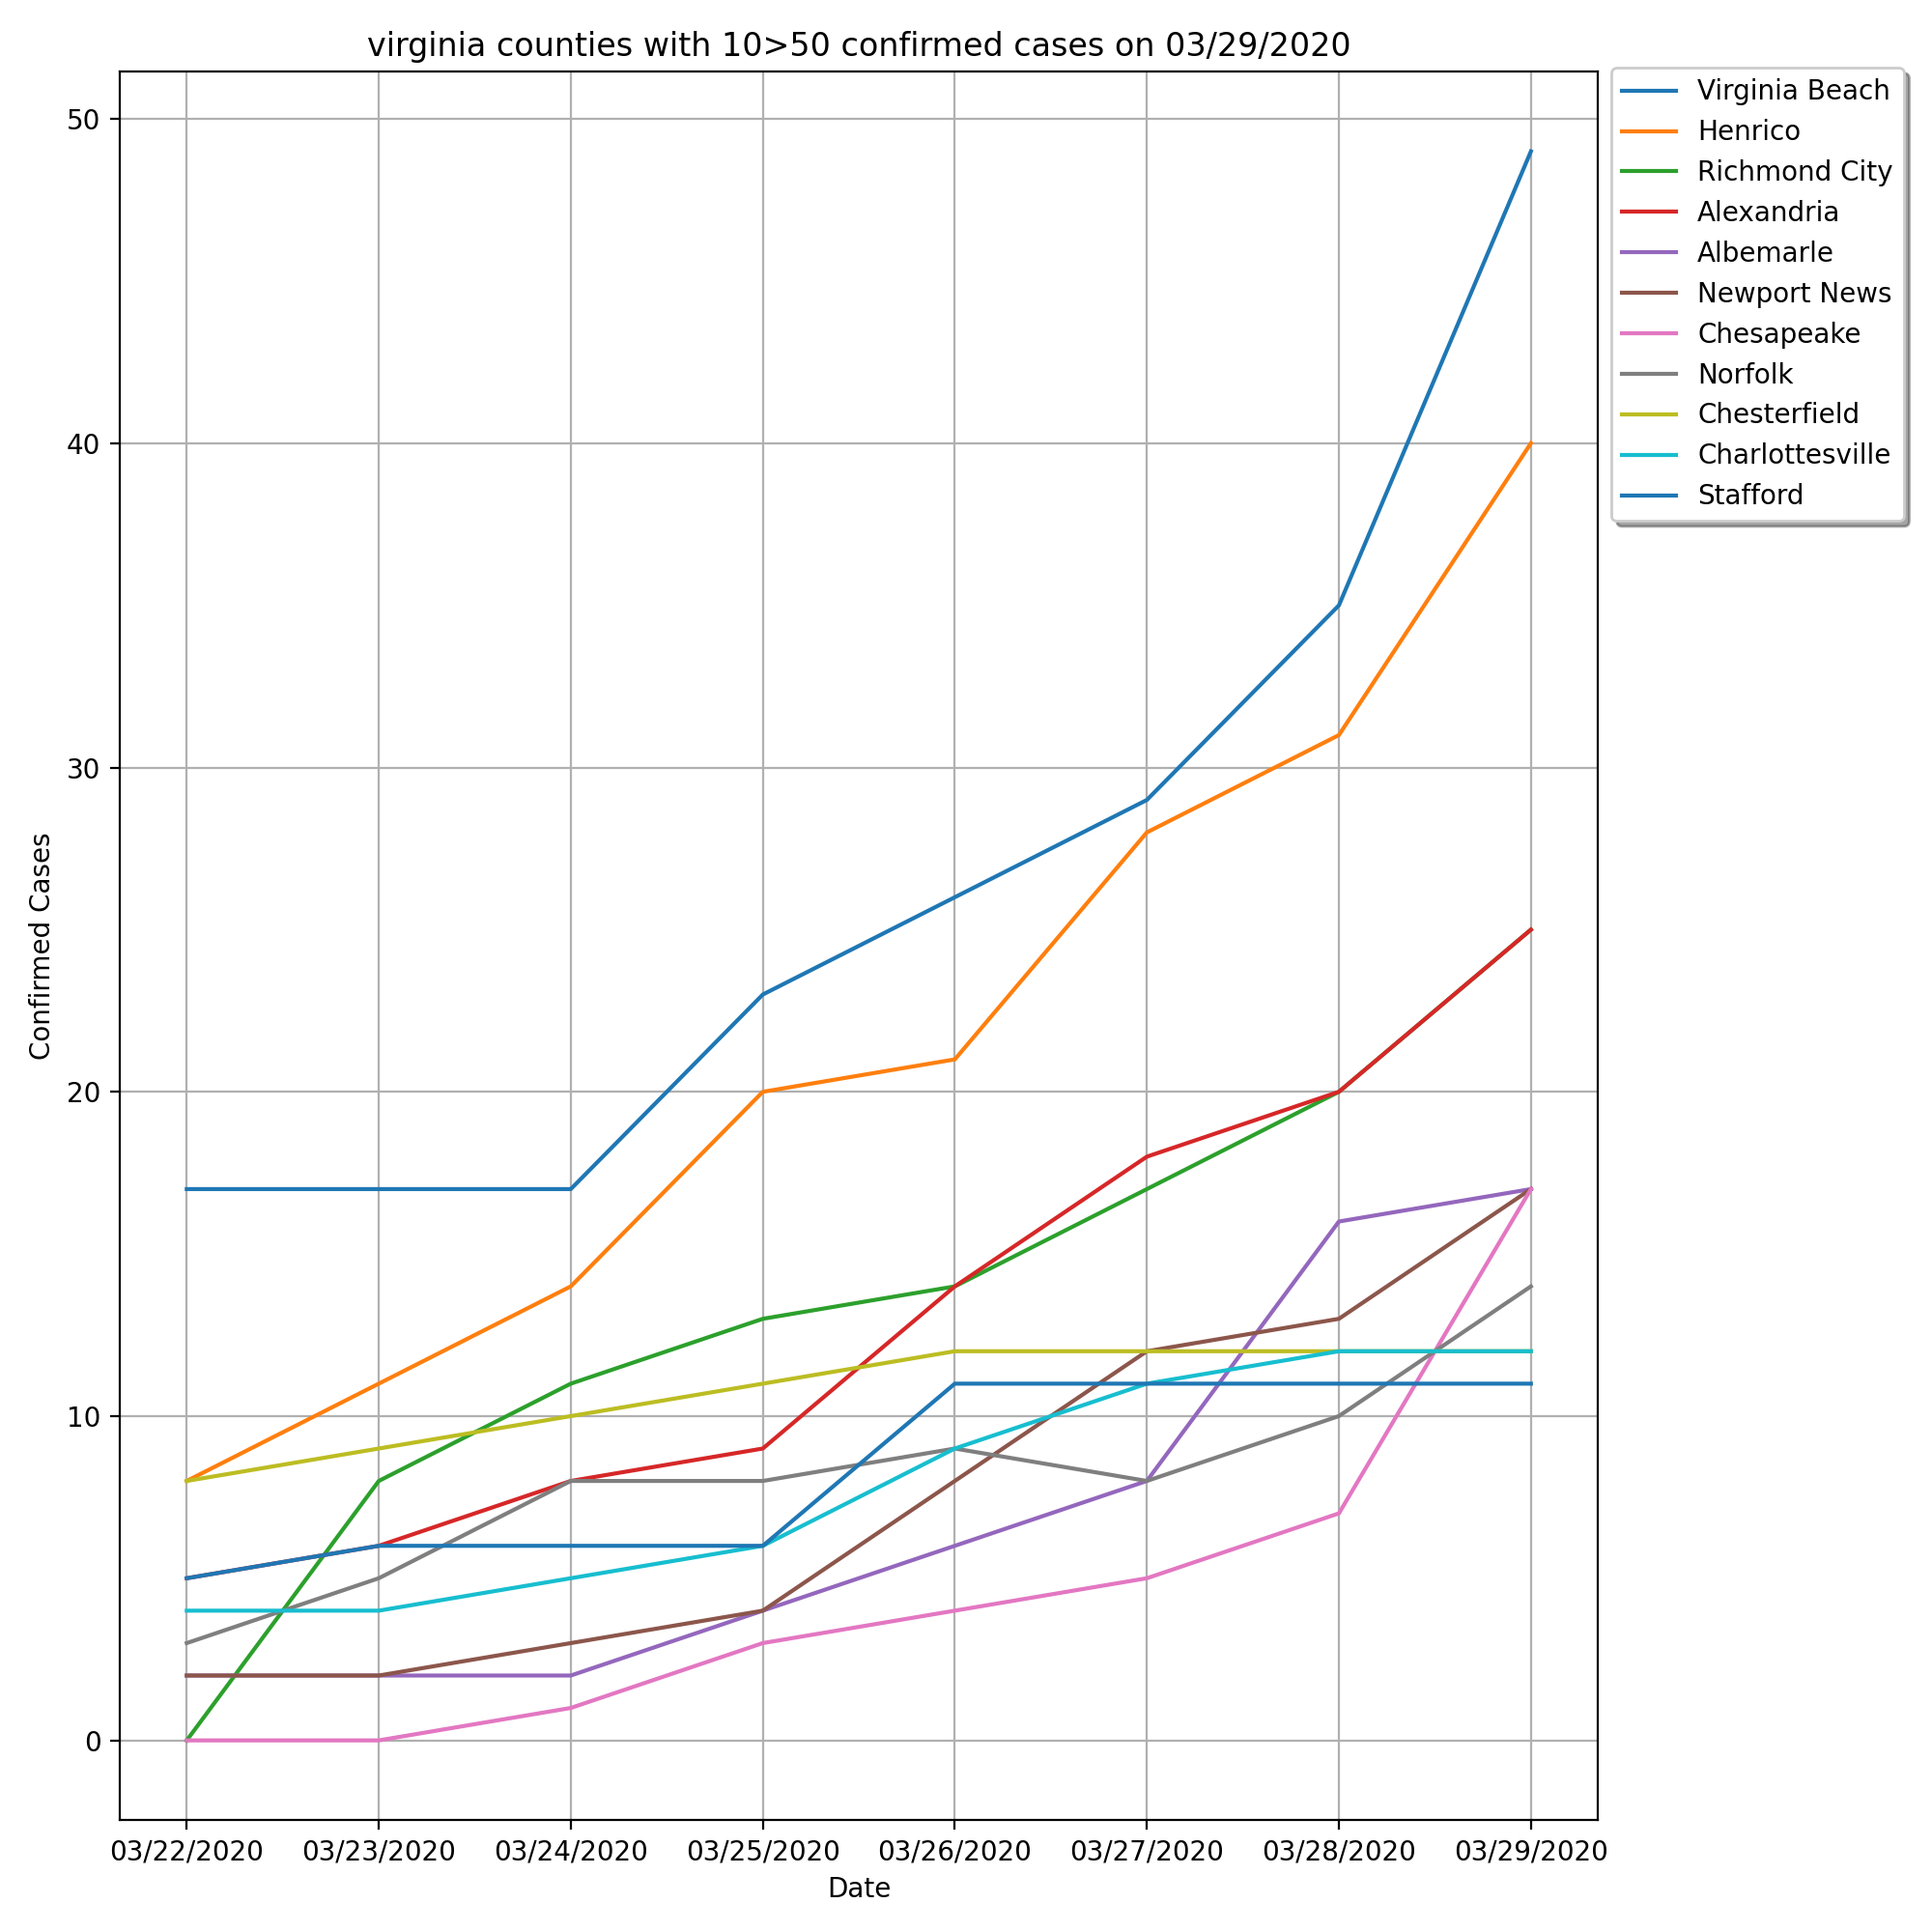 virginia counties with 10>50 confirmed cases on 03/29/2020
Virginia Beach
Henrico
Richmond City
Alexandria
Albemarle
Newport News
Chesapeake
Norfolk
Chesterfield
Charlottesville
Stafford
Confirmed Cases
50
40
30
20
10
0
03/22/2020 03/23/2020 03/24/2020 03/25/2020 03/26/2020 03/27/2020 03/28/2020 03/29/2020
Date